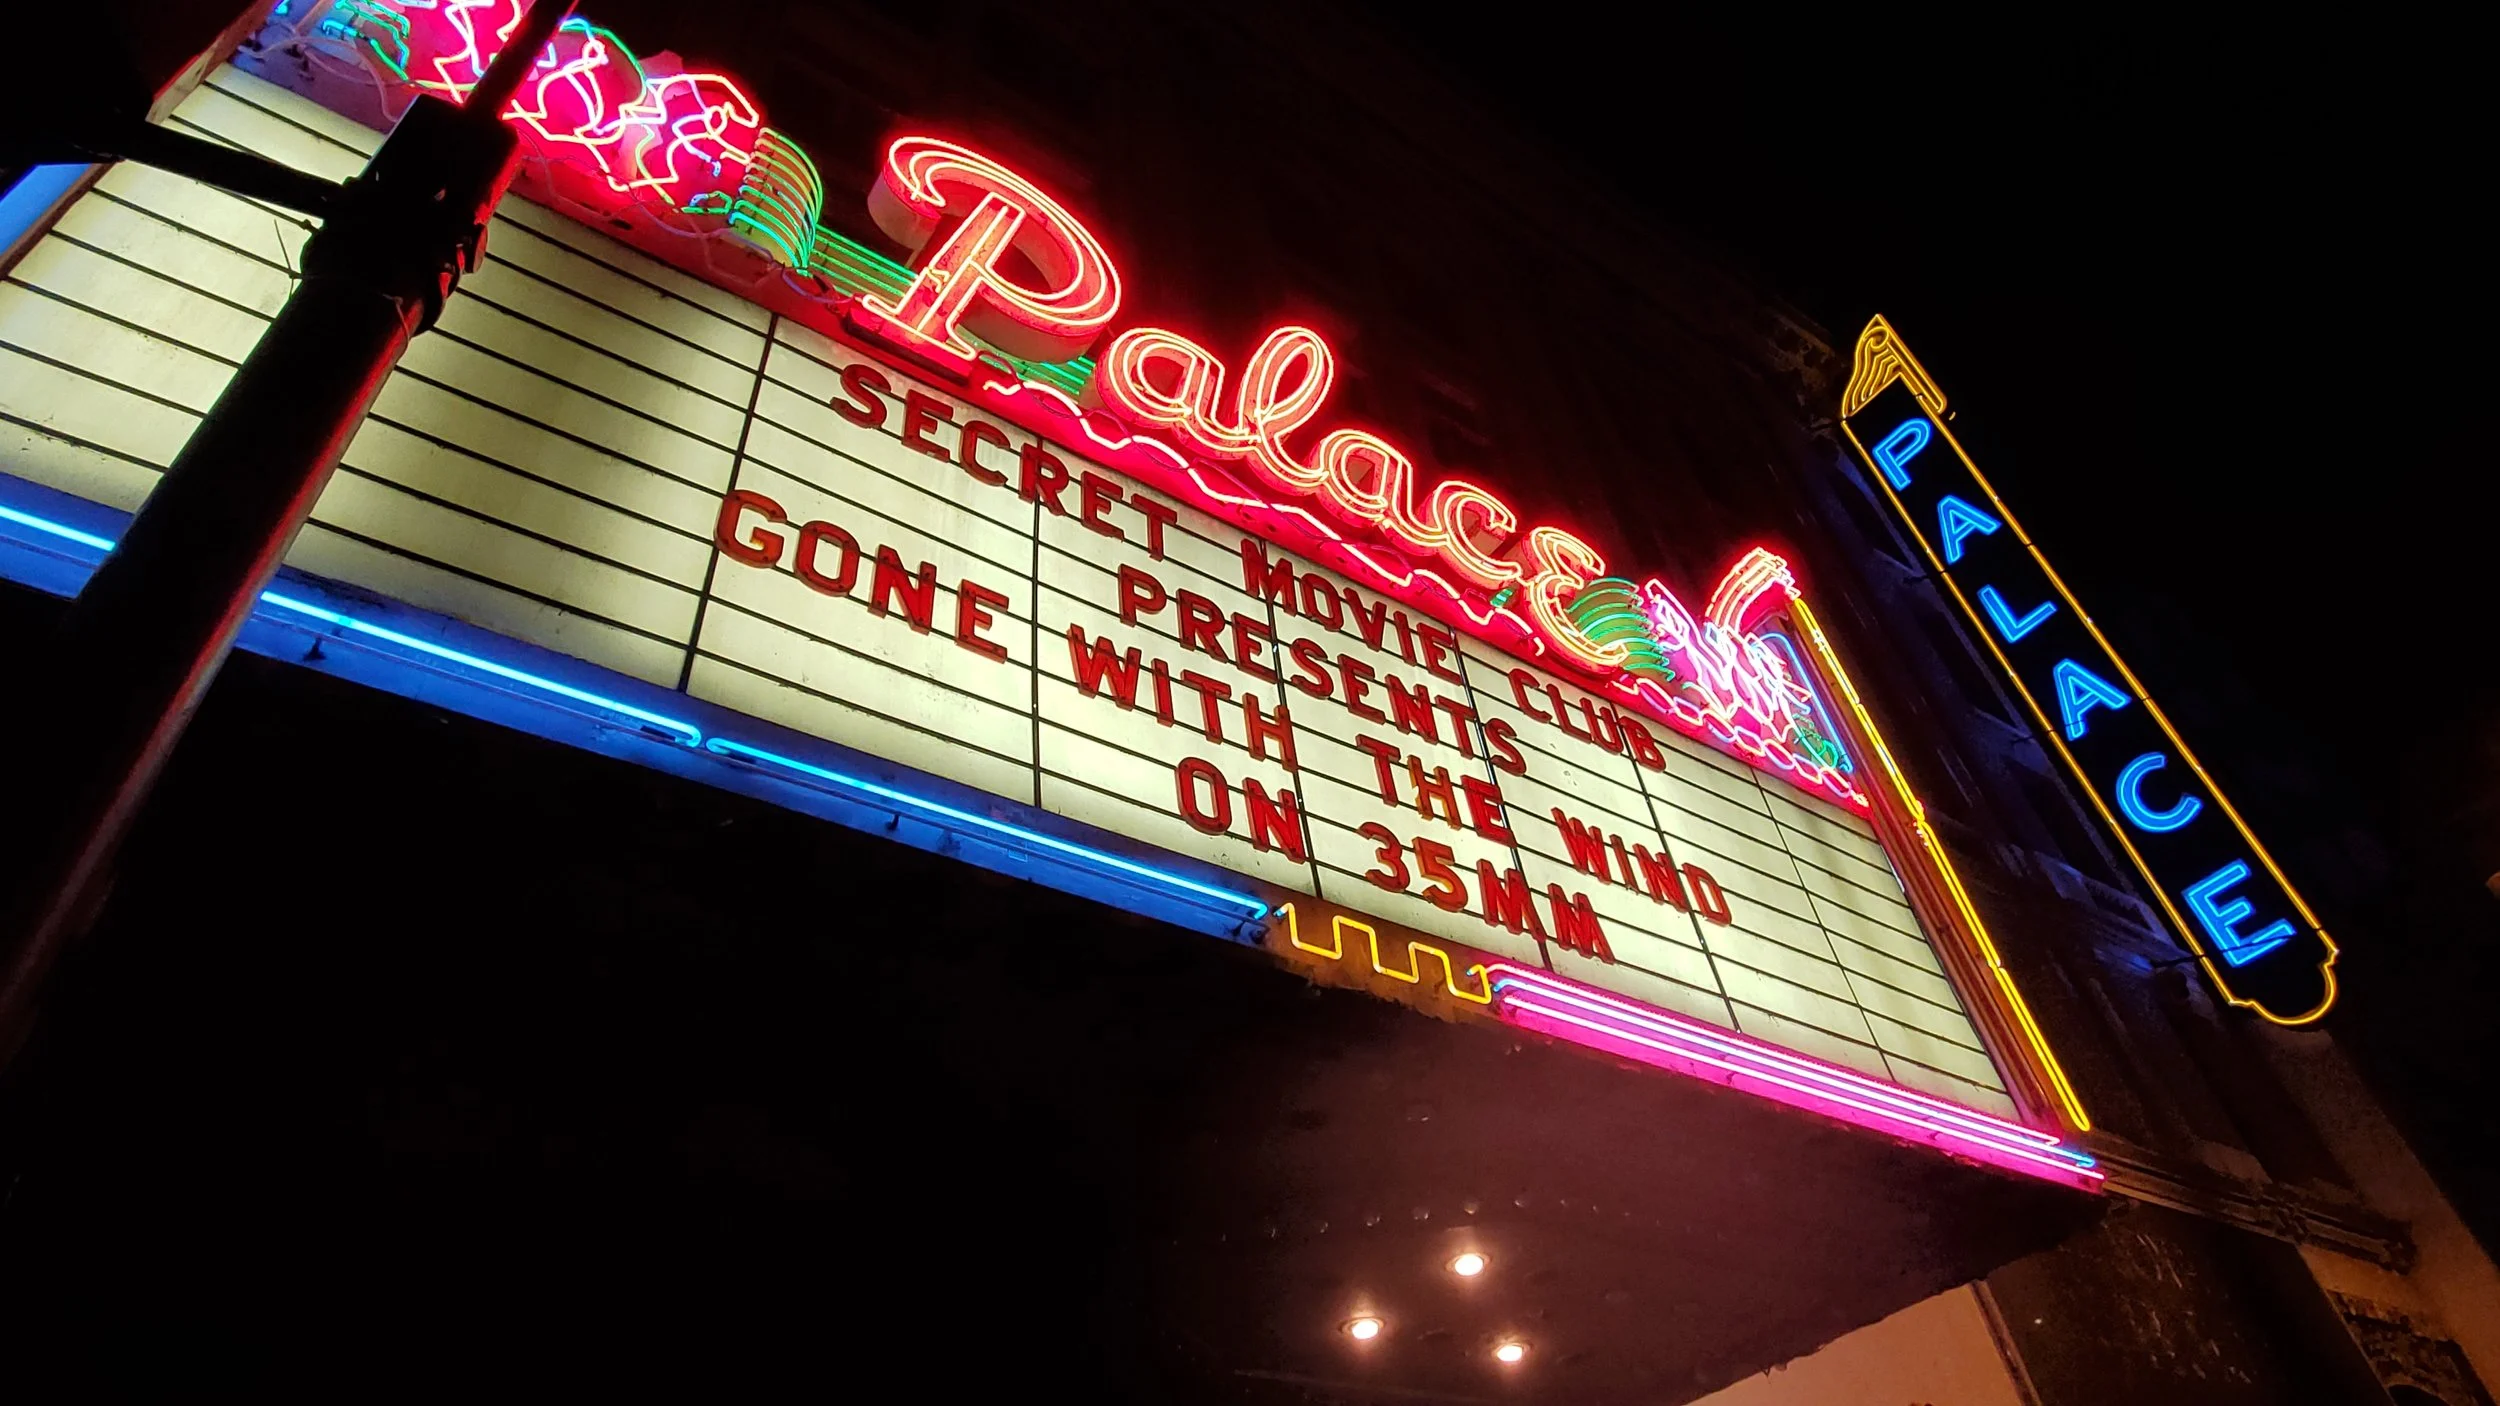 Palace
SECRET MOVIE CLUB
PRESENTS
GONE WITH THE WIND
ON 35MM
PALACE